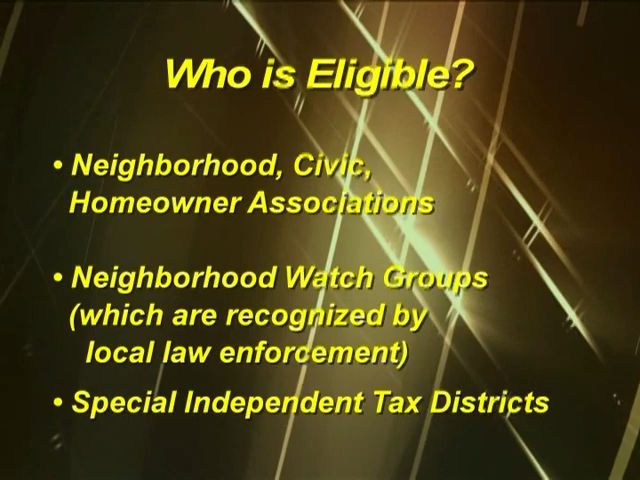 Who is Eligible?
• Neighborhood, Civic,
Homeowner Associations
• Neighborhood Watch Groups
(which are recognized by
local law enforcement)
• Special Independent Tax Districts